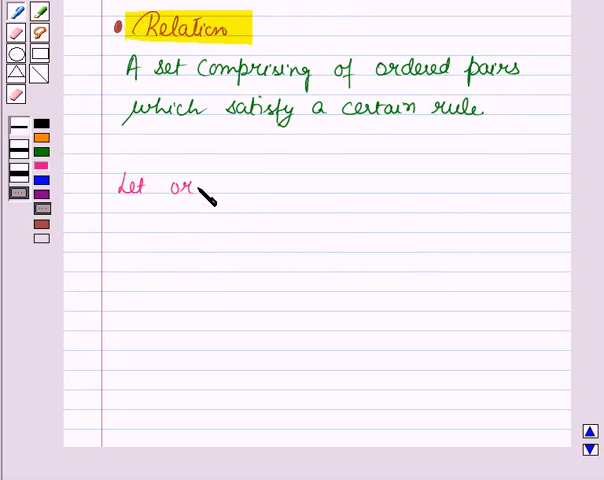 Relation
A set comprising of ordered pairs
which satisfy a certain rule.
Let or